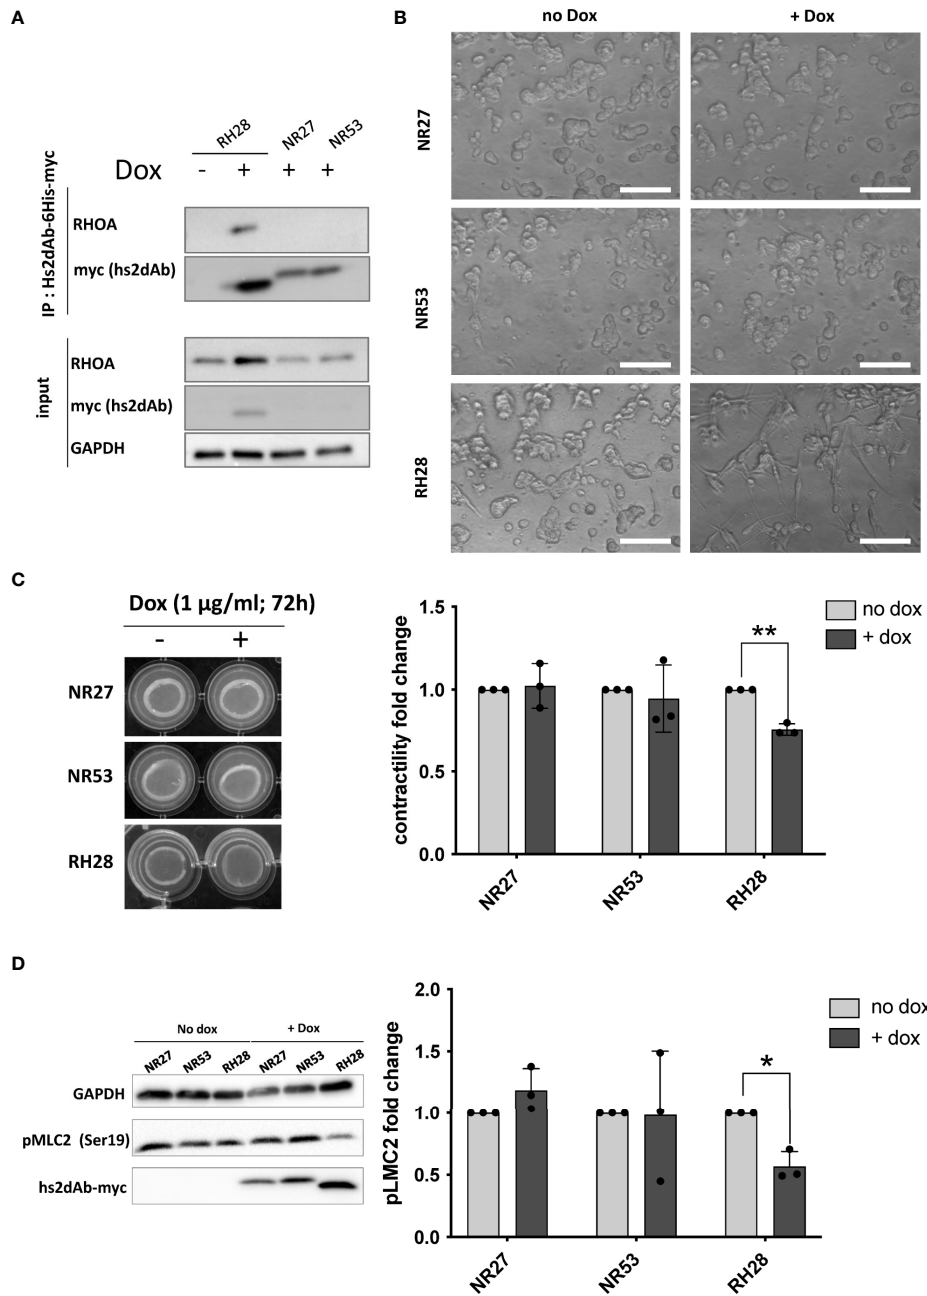 A
RH28 NR27 NR53
Dox - + + +
IP : Hs2dAb-6His-myc
RHOA
myc (hs2dAb)
input
RHOA
myc (hs2dAb)
GAPDH
B
no Dox + Dox
NR27
NR53
RH28
C
Dox (1 µg/ml; 72h)
- +
NR27
NR53
RH28
contractility fold change
1.5
1.0
0.5
0.0
**
no dox
+ dox
NR27 NR53 RH28
D
No dox + Dox
NR27 NR53 RH28 NR27 NR53 RH28
GAPDH
pMLC2 (Ser19)
hs2dAb-myc
pLMC2 fold change
2.0
1.5
1.0
0.5
0.0
*
no dox
+ dox
NR27 NR53 RH28